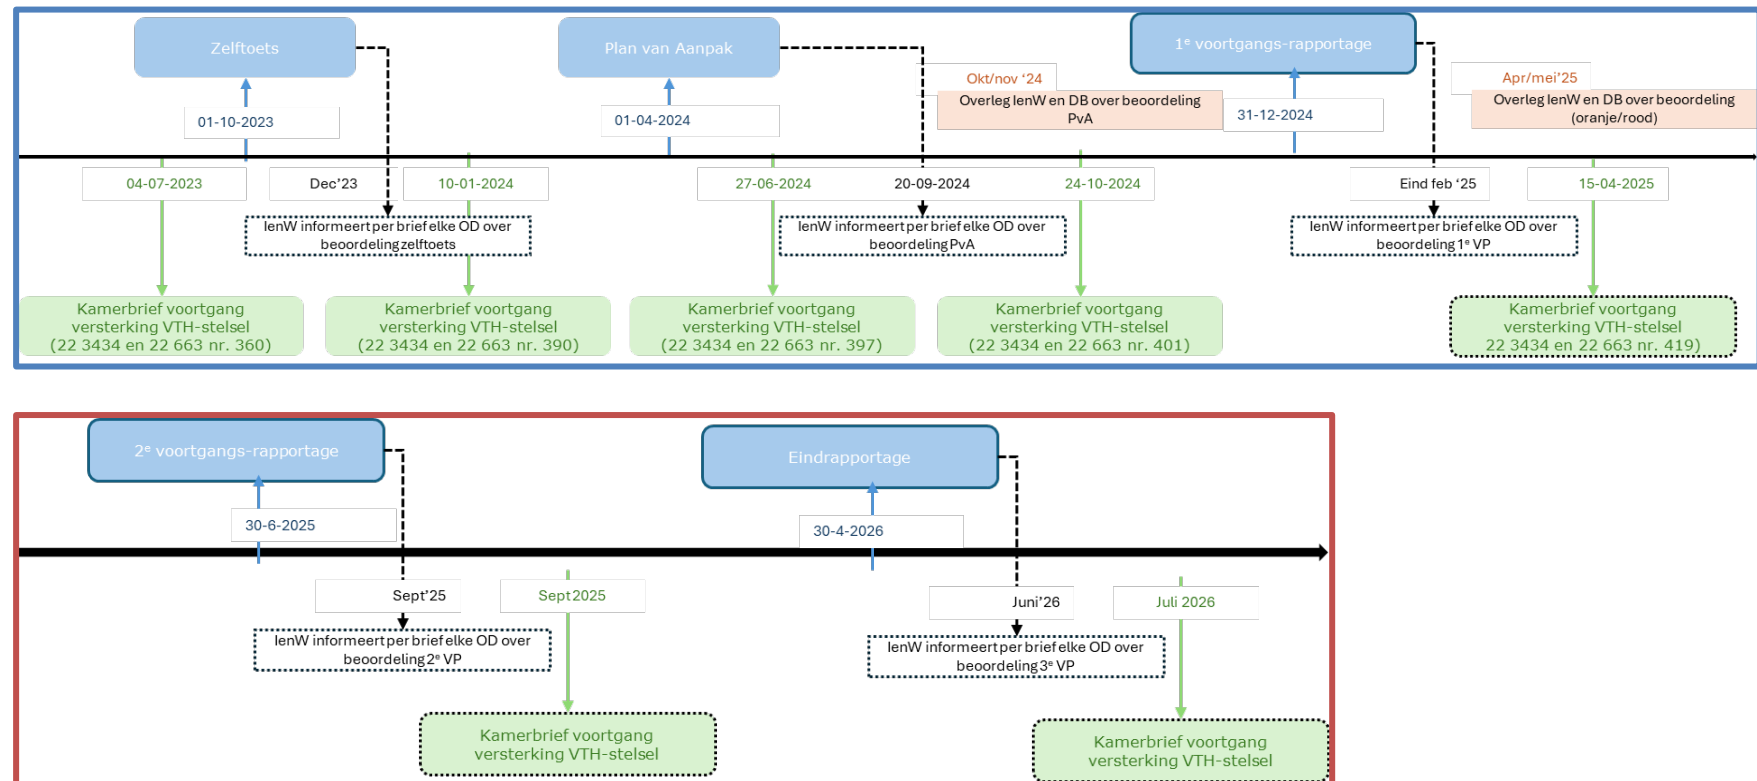 Zelftoets
Plan van Aanpak
1e voortgangs-rapportage
Okt/nov ‘24
Apr/mei’25
Overleg IenW en DB over beoordeling
PvA
Overleg IenW en DB over beoordeling
(oranje/rood)
01-10-2023
01-04-2024
31-12-2024
04-07-2023
Dec’23
10-01-2024
27-06-2024
20-09-2024
24-10-2024
Eind feb ‘25
15-04-2025
IenW informeert per brief elke OD over
beoordeling zelftoets
IenW informeert per brief elke OD over
beoordeling PvA
IenW informeert per brief elke OD over
beoordeling 1e VP
Kamerbrief voortgang
versterking VTH-stelsel
(22 3434 en 22 663 nr. 360)
Kamerbrief voortgang
versterking VTH-stelsel
(22 3434 en 22 663 nr. 390)
Kamerbrief voortgang
versterking VTH-stelsel
(22 3434 en 22 663 nr. 397)
Kamerbrief voortgang
versterking VTH-stelsel
(22 3434 en 22 663 nr. 401)
Kamerbrief voortgang
versterking VTH-stelsel
22 3434 en 22 663 nr. 419)
2e voortgangs-rapportage
Eindrapportage
30-6-2025
30-4-2026
Sept’25
Sept 2025
Juni’26
Juli 2026
IenW informeert per brief elke OD over
beoordeling 2e VP
IenW informeert per brief elke OD over
beoordeling 3e VP
Kamerbrief voortgang
versterking VTH-stelsel
Kamerbrief voortgang
versterking VTH-stelsel